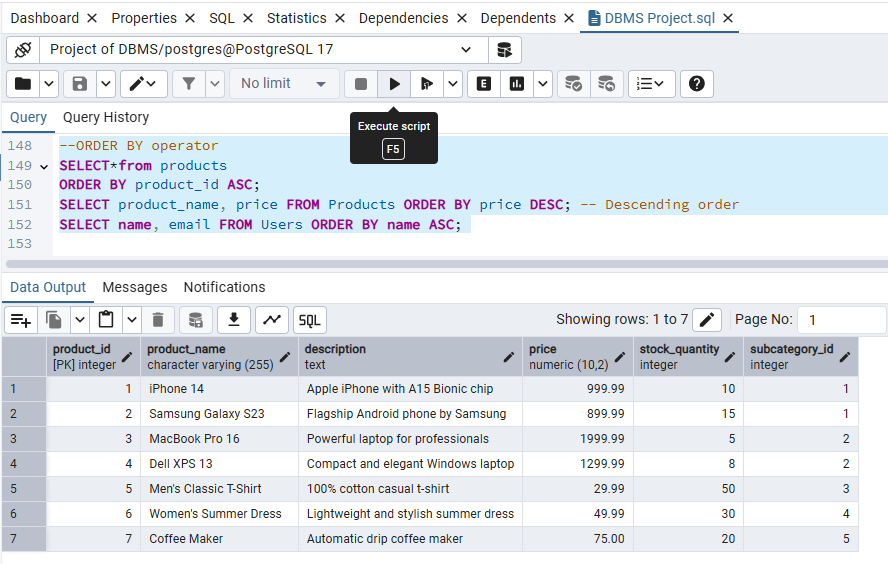 Dashboard × Properties × SQL × Statistics × Dependencies × Dependents × DBMS Project.sql ×
Project of DBMS/postgres@PostgreSQL 17
No limit
E
Query Query History
Execute script
F5
148 --ORDER BY operator
149 SELECT*from products
150 ORDER BY product_id ASC;
151 SELECT product_name, price FROM Products ORDER BY price DESC; -- Descending order
152 SELECT name, email FROM Users ORDER BY name ASC;
153
Data Output Messages Notifications
SQL Showing rows: 1 to 7 Page No: 1
product_id product_name description price stock_quantity subcategory_id
[PK] integer character varying (255) text numeric (10,2) integer integer
1 1 iPhone 14 Apple iPhone with A15 Bionic chip 999.99 10 1
2 2 Samsung Galaxy S23 Flagship Android phone by Samsung 899.99 15 1
3 3 MacBook Pro 16 Powerful laptop for professionals 1999.99 5 2
4 4 Dell XPS 13 Compact and elegant Windows laptop 1299.99 8 2
5 5 Men's Classic T-Shirt 100% cotton casual t-shirt 29.99 50 3
6 6 Women's Summer Dress Lightweight and stylish summer dress 49.99 30 4
7 7 Coffee Maker Automatic drip coffee maker 75.00 20 5